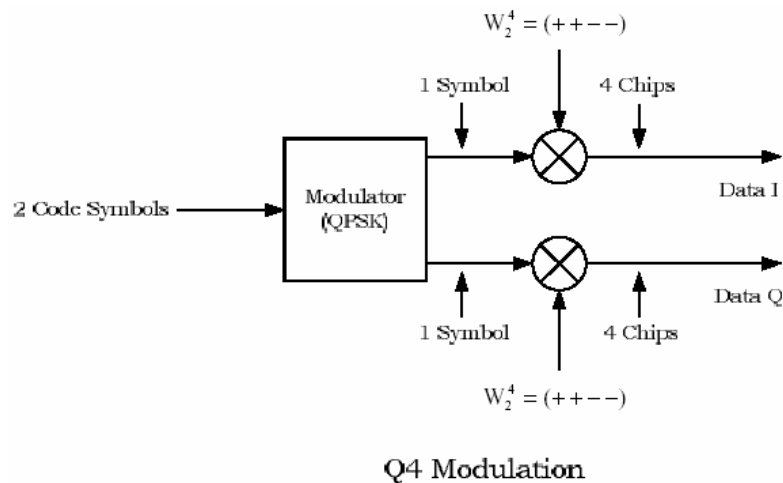 W₂⁴ = (++--)
1 Symbol
4 Chips
Data I
Modulator
(QPSK)
2 Code Symbols
Data Q
1 Symbol
4 Chips
W₂⁴ = (++--)
Q4 Modulation